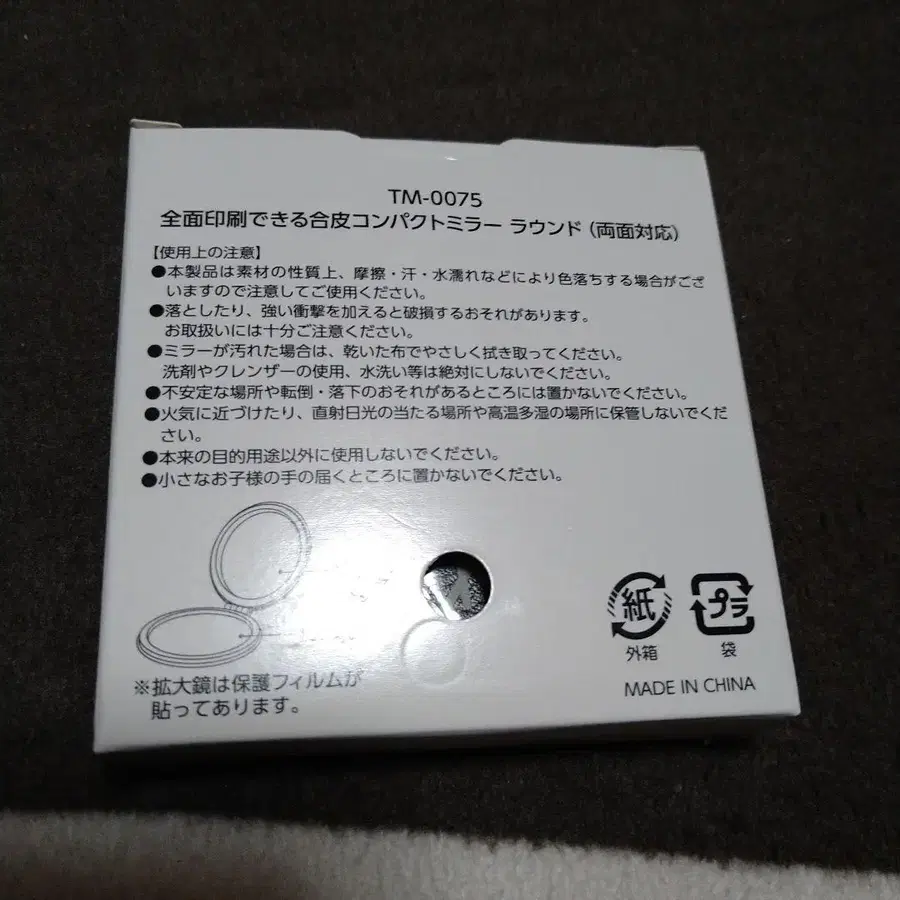 TM-0075
全面印刷できる合皮コンパクトミラー ラウンド(両面対応)
【使用上の注意】
●本製品は素材の性質上、摩擦・汗・水濡れなどにより色落ちする場合がござ
いますので注意してご使用ください。
●落としたり、強い衝撃を加えると破損するおそれがあります。
お取扱いには十分ご注意ください。
●ミラーが汚れた場合は、乾いた布でやさしく拭き取ってください。
洗剤やクレンザーの使用、水洗い等は絶対にしないでください。
●不安定な場所や転倒・落下のおそれがあるところには置かないでください。
●火気に近づけたり、直射日光の当たる場所や高温多湿の場所に保管しないでくだ
さい。
●本来の目的用途以外に使用しないでください。
●小さなお子様の手の届くところに置かないでください。
※拡大鏡は保護フィルムが
貼ってあります。
紙
外箱
プラ
袋
MADE IN CHINA